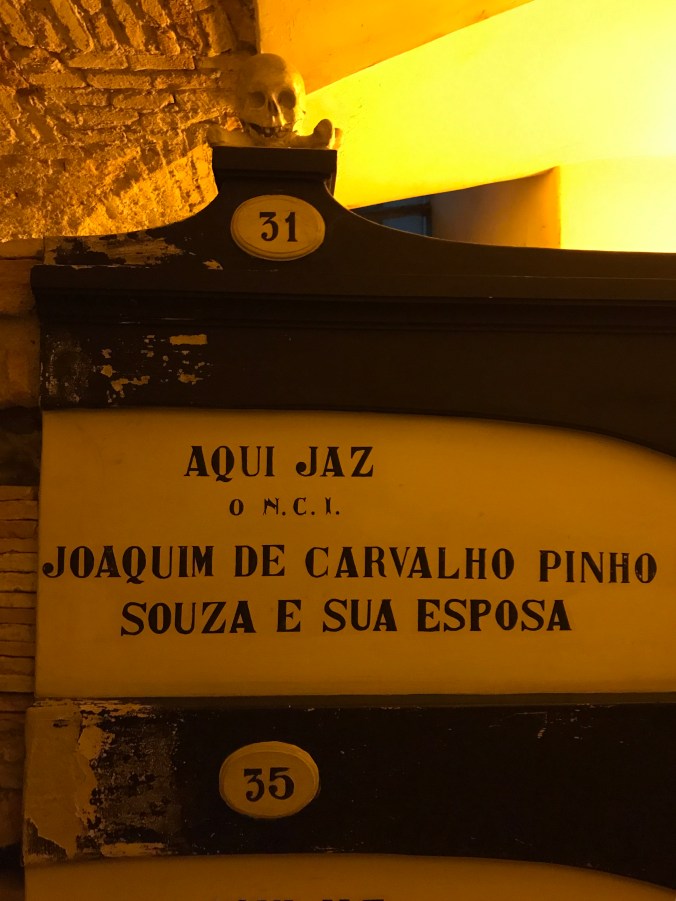 31
AQUI JAZ
O N.C.I.
JOAQUIM DE CARVALHO PINHO
SOUZA E SUA ESPOSA
35